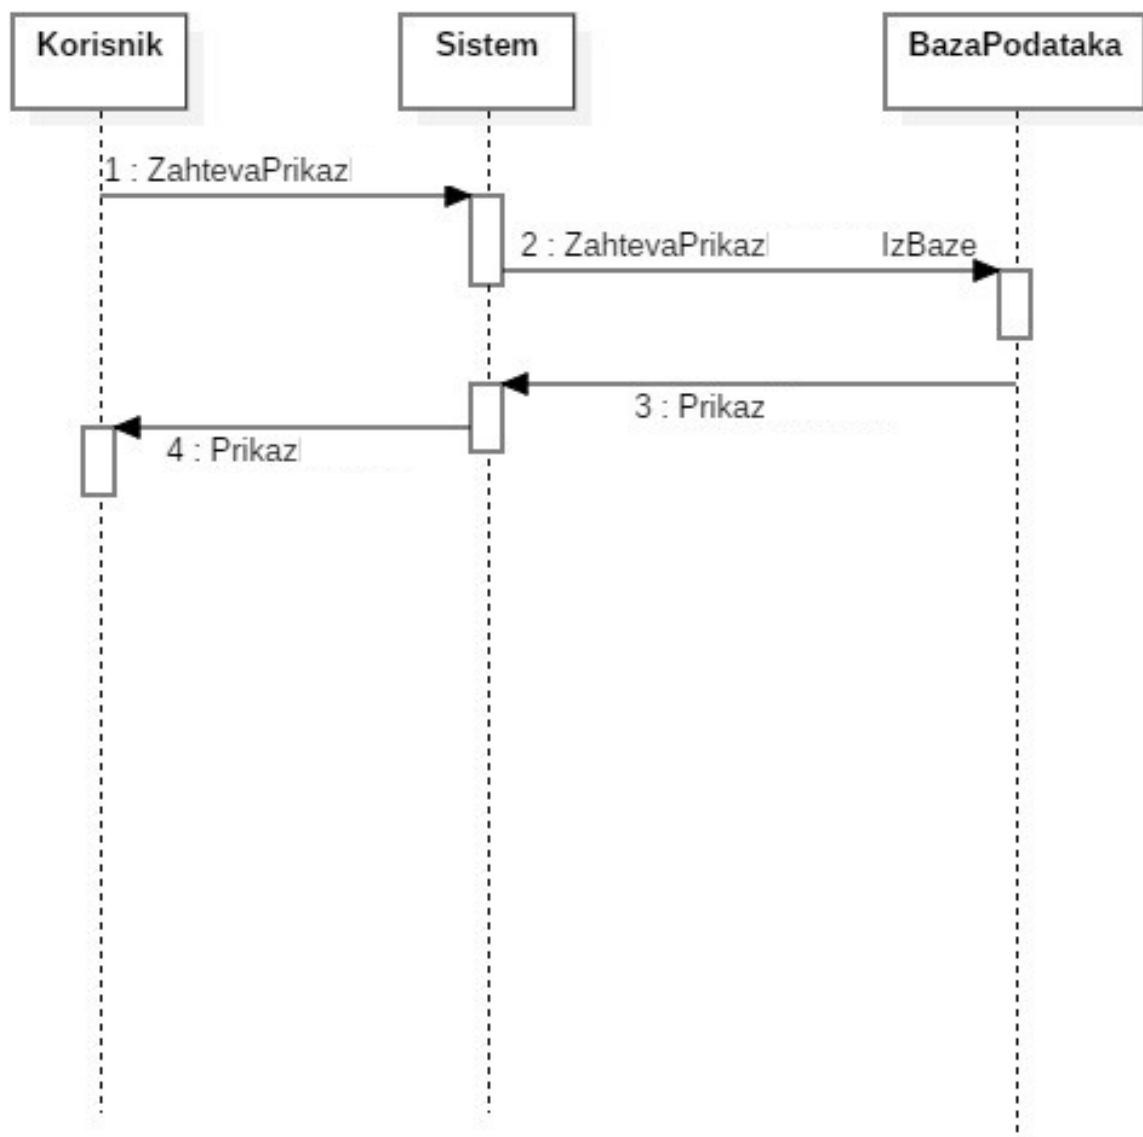 Korisnik
Sistem
BazaPodataka
1 : ZahtevaPrikaz
2 : ZahtevaPrikaz IzBaze
3 : Prikaz
4 : Prikaz